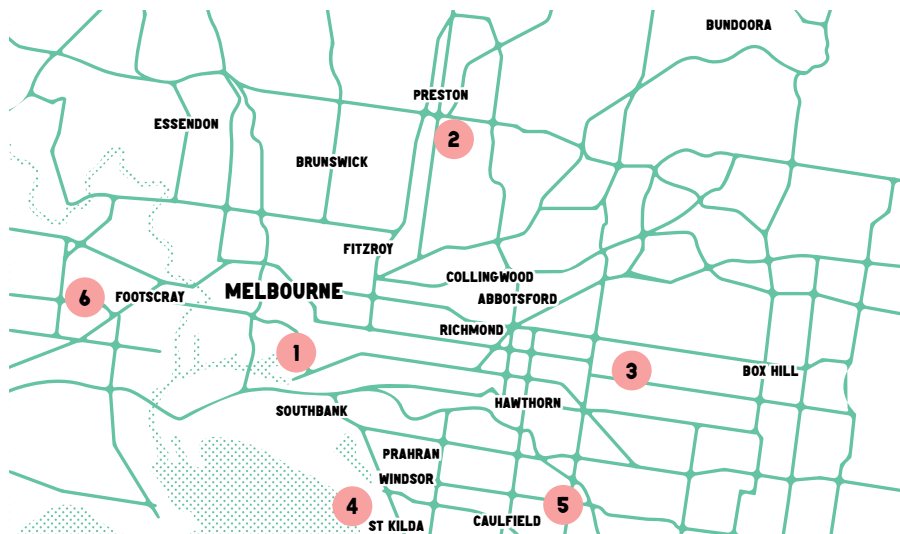 BUNDOORA
PRESTON
ESSENDON
2
BRUNSWICK
FITZROY
COLLINGWOOD
MELBOURNE
6
FOOTSCRAY
ABBOTSFORD
RICHMOND
1
3
BOX HILL
HAWTHORN
SOUTHBANK
PRAHRAN
WINDSOR
4
5
ST KILDA
CAULFIELD